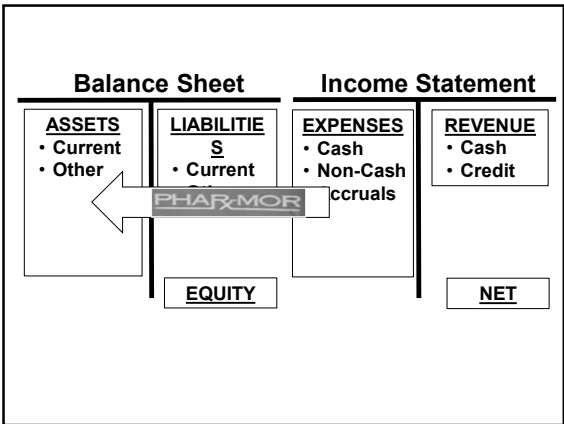 Balance Sheet
Income Statement
ASSETS
• Current
• Other
LIABILITIE
S
• Current
EXPENSES
• Cash
• Non-Cash
ccruals
REVENUE
• Cash
• Credit
PHARxMOR
EQUITY
NET